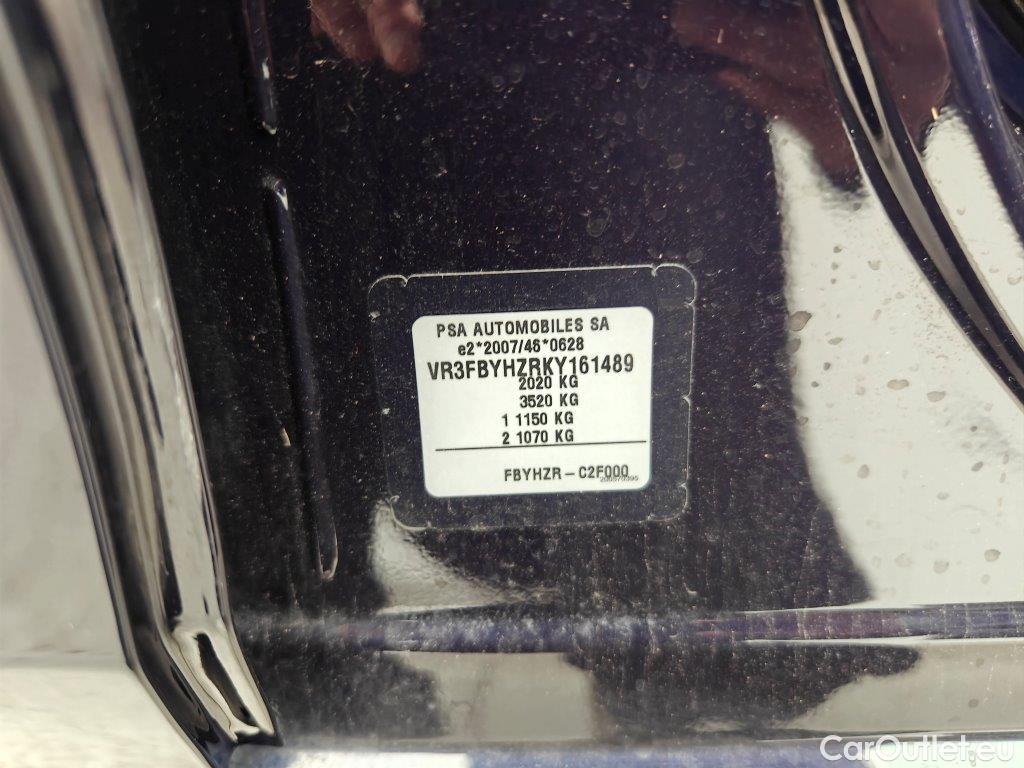 PSA AUTOMOBILES SA
e2*2007/46*0628
VR3FBYHZRKY161489
2020 KG
3520 KG
1 1150 KG
2 1070 KG
FBYHZR – C2F000
CarOutlet.eu